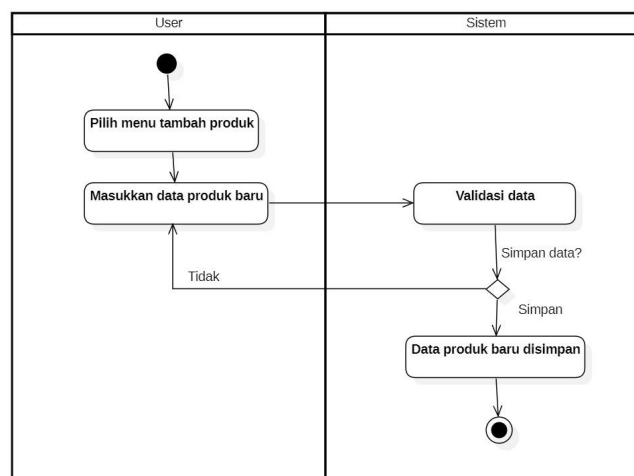 User
Sistem
Pilih menu tambah produk
Masukkan data produk baru
Validasi data
Simpan data?
Tidak
Simpan
Data produk baru disimpan